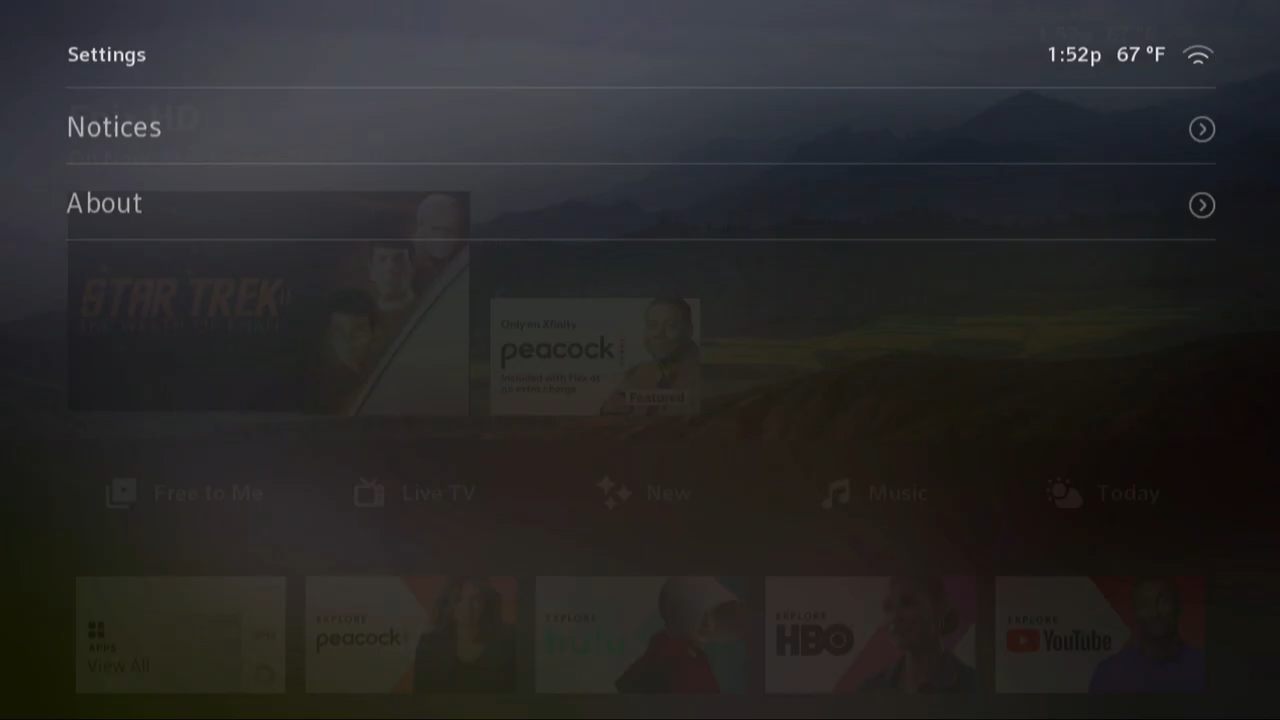 Settings
1:52p 67 °F
Notices
About
STAR TREK
Only on Xfinity
peacock
Included with Flex at
no extra charge
Featured
Free to Me
Live TV
New
Music
Today
APPS
View All
EXPLORE
peacock
EXPLORE
hulu
EXPLORE
HBO
EXPLORE
YouTube